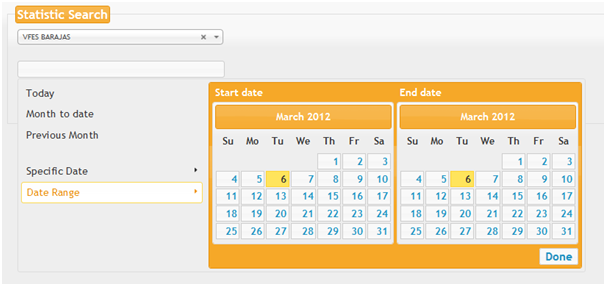 Statistic Search
VFES BARAJAS
Today
Month to date
Previous Month
Specific Date
Date Range
Start date
March 2012
Su Mo Tu We Th Fr Sa
1 2 3
4 5 6 7 8 9 10
11 12 13 14 15 16 17
18 19 20 21 22 23 24
25 26 27 28 29 30 31
End date
March 2012
Su Mo Tu We Th Fr Sa
1 2 3
4 5 6 7 8 9 10
11 12 13 14 15 16 17
18 19 20 21 22 23 24
25 26 27 28 29 30 31
Done